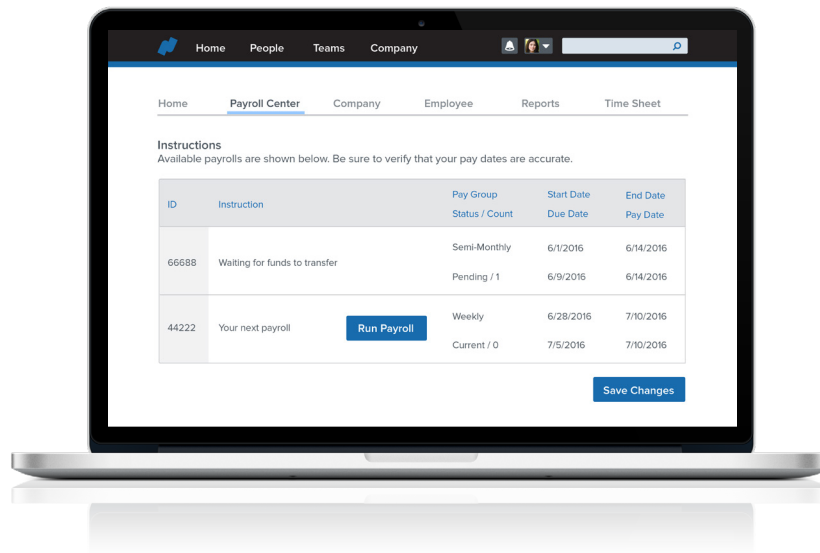 Home People Teams Company
Home Payroll Center Company Employee Reports Time Sheet
Instructions
Available payrolls are shown below. Be sure to verify that your pay dates are accurate.
ID Instruction Pay Group Start Date End Date
Status / Count Due Date Pay Date
66688 Waiting for funds to transfer Semi-Monthly 6/1/2016 6/14/2016
Pending / 1 6/9/2016 6/14/2016
44222 Your next payroll Run Payroll Weekly 6/28/2016 7/10/2016
Current / 0 7/5/2016 7/10/2016
Save Changes